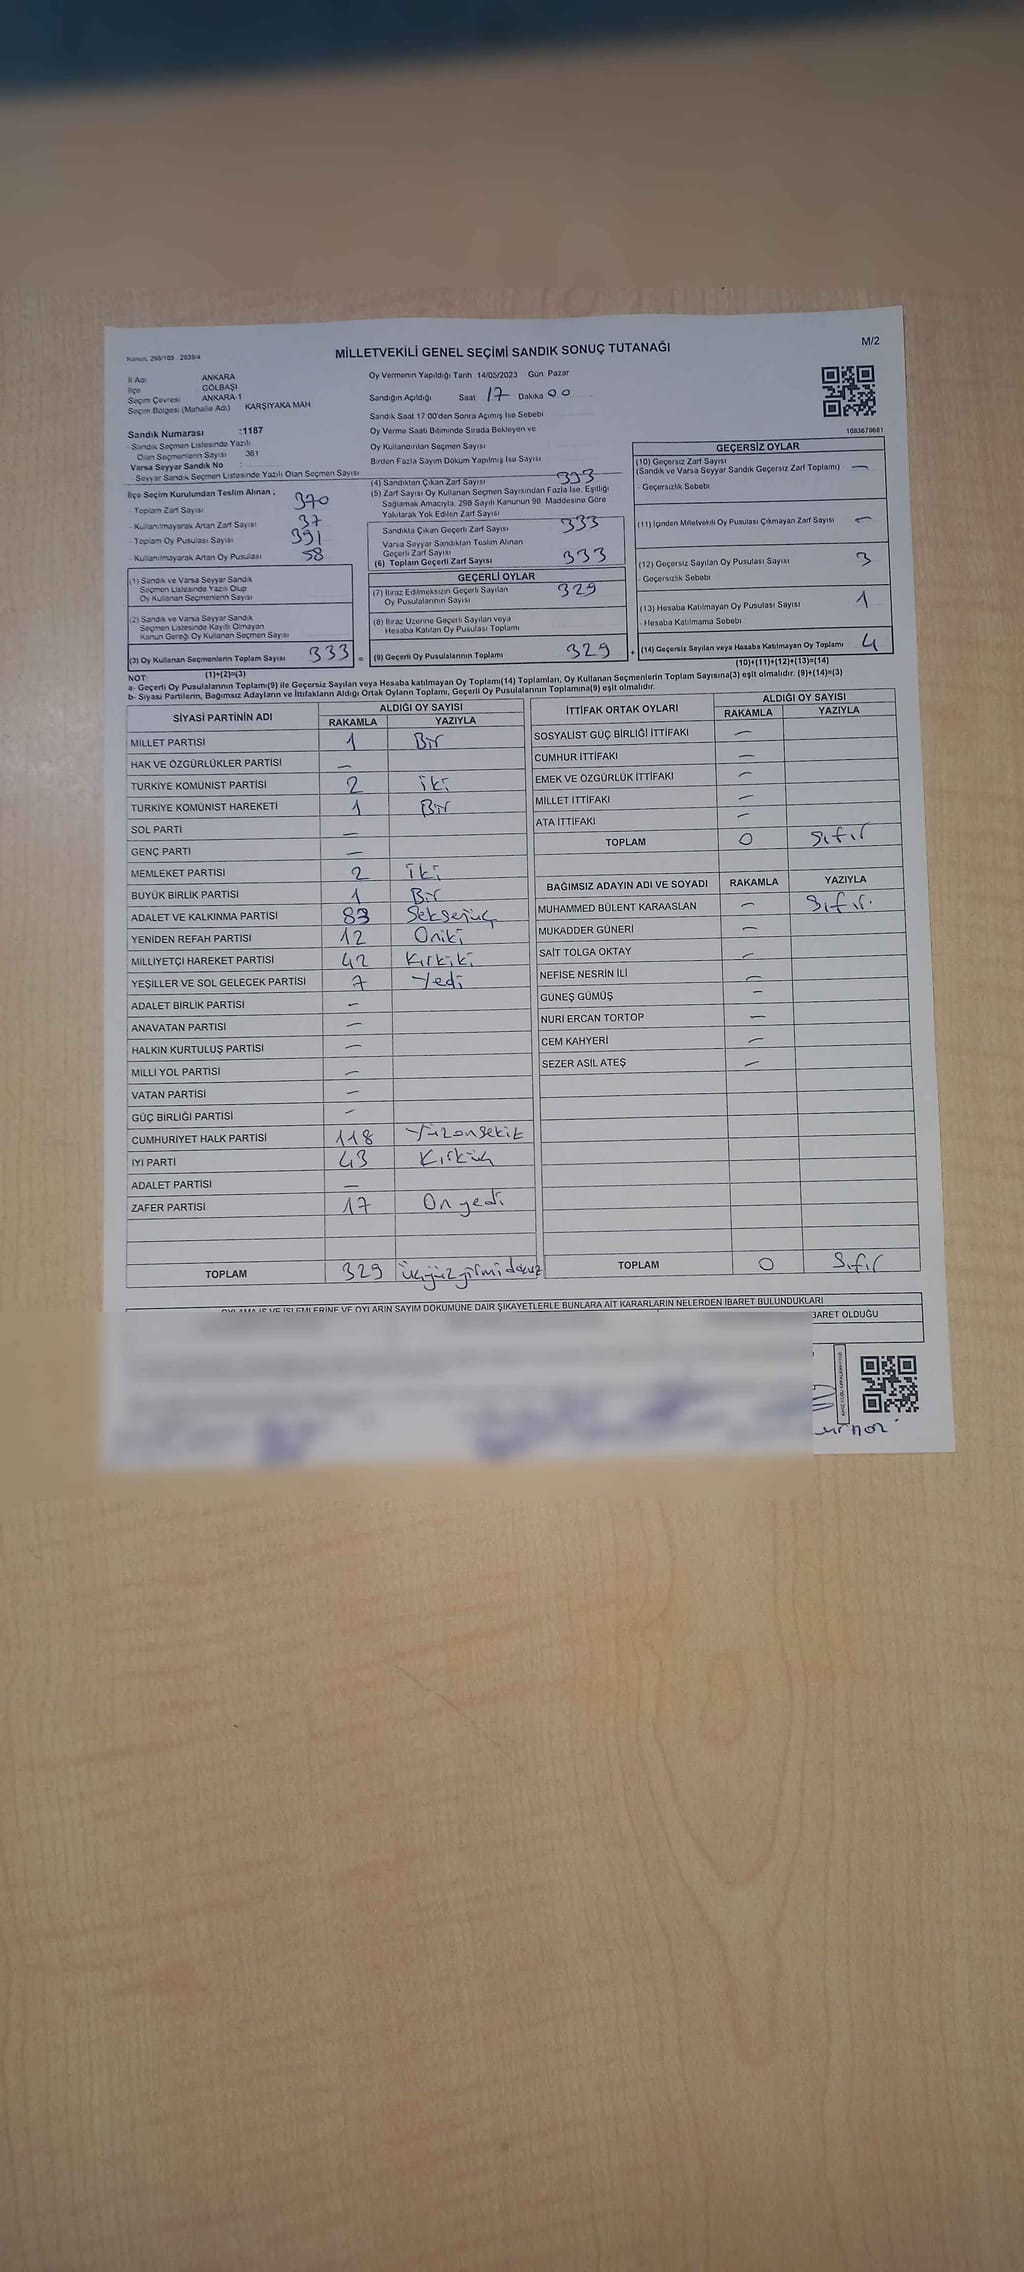 Kanun, 298/105 - 2839/4
MİLLETVEKİLİ GENEL SEÇİMİ SANDIK SONUÇ TUTANAĞI
M/2
İl Adı ANKARA
İlçe GÖLBAŞI
Seçim Çevresi ANKARA-1
Seçim Bölgesi (Mahalle Adı) KARŞIYAKA MAH
Sandık Numarası :1187
- Sandık Seçmen Listesinde Yazılı
Olan Seçmenlerin Sayısı 361
Varsa Seyyar Sandık No :
- Seyyar Sandık Seçmen Listesinde Yazılı Olan Seçmen Sayısı
Oy Vermenin Yapıldığı Tarih 14/05/2023 Gün Pazar
Sandığın Açıldığı Saat 17 Dakika 00
Sandık Saat 17:00'den Sonra Açılmış İse Sebebi
Oy Verme Saati Bitiminde Sırada Bekleyen ve
Oy Kullandırılan Seçmen Sayısı
Birden Fazla Sayım Döküm Yapılmış İse Sayısı
1083679681
İlçe Seçim Kurulundan Teslim Alınan ;
- Toplam Zarf Sayısı 370
- Kullanılmayarak Artan Zarf Sayısı 37
- Toplam Oy Pusulası Sayısı 391
- Kullanılmayarak Artan Oy Pusulası 58
(1) Sandık ve Varsa Seyyar Sandık
Seçmen Listesinde Yazılı Olup
Oy Kullanan Seçmenlerin Sayısı
(2) Sandık ve Varsa Seyyar Sandık
Seçmen Listesinde Kayıtlı Olmayan
Kanun Gereği Oy Kullanan Seçmen Sayısı
(3) Oy Kullanan Seçmenlerin Toplam Sayısı 333 =
(1)+(2)=(3)
(4) Sandıktan Çıkan Zarf Sayısı 333
(5) Zarf Sayısı Oy Kullanan Seçmen Sayısından Fazla İse, Eşitliği
Sağlamak Amacıyla, 298 Sayılı Kanunun 98. Maddesine Göre
Yakılarak Yok Edilen Zarf Sayısı
Sandıkta Çıkan Geçerli Zarf Sayısı 333
Varsa Seyyar Sandıktan Teslim Alınan
Geçerli Zarf Sayısı
(6) Toplam Geçerli Zarf Sayısı 333
GEÇERLİ OYLAR
(7) İtiraz Edilmeksizin Geçerli Sayılan 329
Oy Pusulalarının Sayısı
(8) İtiraz Üzerine Geçerli Sayılan veya
Hesaba Katılan Oy Pusulası Toplamı
(9) Geçerli Oy Pusulalarının Toplamı 329 +
GEÇERSİZ OYLAR
(10) Geçersiz Zarf Sayısı
(Sandık ve Varsa Seyyar Sandık Geçersiz Zarf Toplamı) —
- Geçersizlik Sebebi
(11) İçinden Milletvekili Oy Pusulası Çıkmayan Zarf Sayısı —
(12) Geçersiz Sayılan Oy Pusulası Sayısı 3
- Geçersizlik Sebebi
(13) Hesaba Katılmayan Oy Pusulası Sayısı 1
- Hesaba Katılmama Sebebi
(14) Geçersiz Sayılan veya Hesaba Katılmayan Oy Toplamı 4
(10)+(11)+(12)+(13)=(14)
NOT:
a- Geçerli Oy Pusulalarının Toplamı(9) ile Geçersiz Sayılan veya Hesaba katılmayan Oy Toplamı(14) Toplamları, Oy Kullanan Seçmenlerin Toplam Sayısına(3) eşit olmalıdır. (9)+(14)=(3)
b- Siyasi Partilerin, Bağımsız Adayların ve İttifakların Aldığı Ortak Oyların Toplamı, Geçerli Oy Pusulalarının Toplamına(9) eşit olmalıdır.
SİYASİ PARTİNİN ADI ALDIĞI OY SAYISI
RAKAMLA YAZIYLA
MİLLET PARTİSİ 1 Bir
HAK VE ÖZGÜRLÜKLER PARTİSİ —
TÜRKİYE KOMÜNİST PARTİSİ 2 iki
TÜRKİYE KOMÜNİST HAREKETİ 1 Bir
SOL PARTİ —
GENÇ PARTİ —
MEMLEKET PARTİSİ 2 iki
BÜYÜK BİRLİK PARTİSİ 1 Bir
ADALET VE KALKINMA PARTİSİ 83 Seksenüç
YENİDEN REFAH PARTİSİ 12 Oniki
MİLLİYETÇİ HAREKET PARTİSİ 42 Kırkiki
YEŞİLLER VE SOL GELECEK PARTİSİ 7 Yedi
ADALET BİRLİK PARTİSİ —
ANAVATAN PARTİSİ —
HALKIN KURTULUŞ PARTİSİ —
MİLLİ YOL PARTİSİ —
VATAN PARTİSİ —
GÜÇ BİRLİĞİ PARTİSİ —
CUMHURİYET HALK PARTİSİ 118 Yüzonsekiz
İYİ PARTİ 43 Kırküç
ADALET PARTİSİ —
ZAFER PARTİSİ 17 On yedi
TOPLAM 329 üçyüzyirmidokuz
İTTİFAK ORTAK OYLARI ALDIĞI OY SAYISI
RAKAMLA YAZIYLA
SOSYALİST GÜÇ BİRLİĞİ İTTİFAKI —
CUMHUR İTTİFAKI —
EMEK VE ÖZGÜRLÜK İTTİFAKI —
MİLLET İTTİFAKI —
ATA İTTİFAKI —
TOPLAM 0 Sıfır
BAĞIMSIZ ADAYIN ADI VE SOYADI RAKAMLA YAZIYLA
MUHAMMED BÜLENT KARAASLAN — Sıfır.
MUKADDER GÜNERİ —
SAİT TOLGA OKTAY —
NEFİSE NESRİN İLİ —
GÜNEŞ GÜMÜŞ —
NURİ ERCAN TORTOP —
CEM KAHYERİ —
SEZER ASİL ATEŞ —
TOPLAM 0 Sıfır
OYLAMA İŞ VE İŞLEMLERİNE VE OYLARIN SAYIM DÖKÜMÜNE DAİR ŞİKAYETLERLE BUNLARA AİT KARARLARIN NELERDEN İBARET BULUNDUKLARI
BARET OLDUĞU